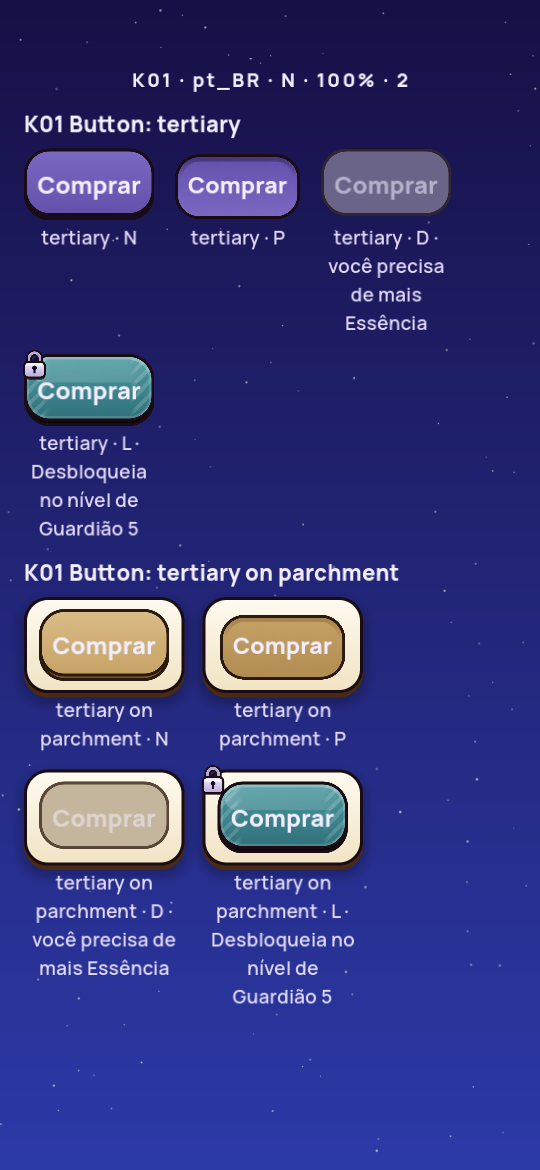 K01 · pt_BR · N · 100% · 2
K01 Button: tertiary
Comprar
Comprar
Comprar
tertiary · N
tertiary · P
tertiary · D ·
você precisa
de mais
Essência
Comprar
tertiary · L ·
Desbloqueia
no nível de
Guardião 5
K01 Button: tertiary on parchment
Comprar
Comprar
tertiary on
parchment · N
tertiary on
parchment · P
Comprar
Comprar
tertiary on
parchment · D ·
você precisa de
mais Essência
tertiary on
parchment · L ·
Desbloqueia no
nível de
Guardião 5